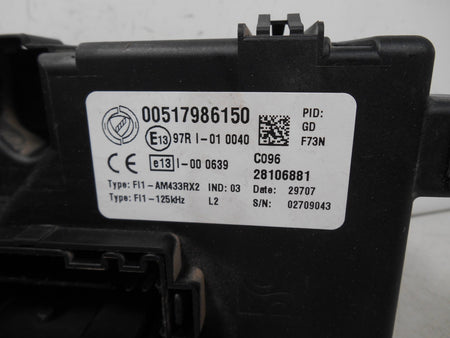 00517986150
PID:
GD
F73N
E13 97R I-01 0040
CE e13 I-00 0639
C096
28106881
Type: FI1-AM433RX2 IND: 03 Date: 29707
Type: FI1-125kHz L2 S/N: 02709043